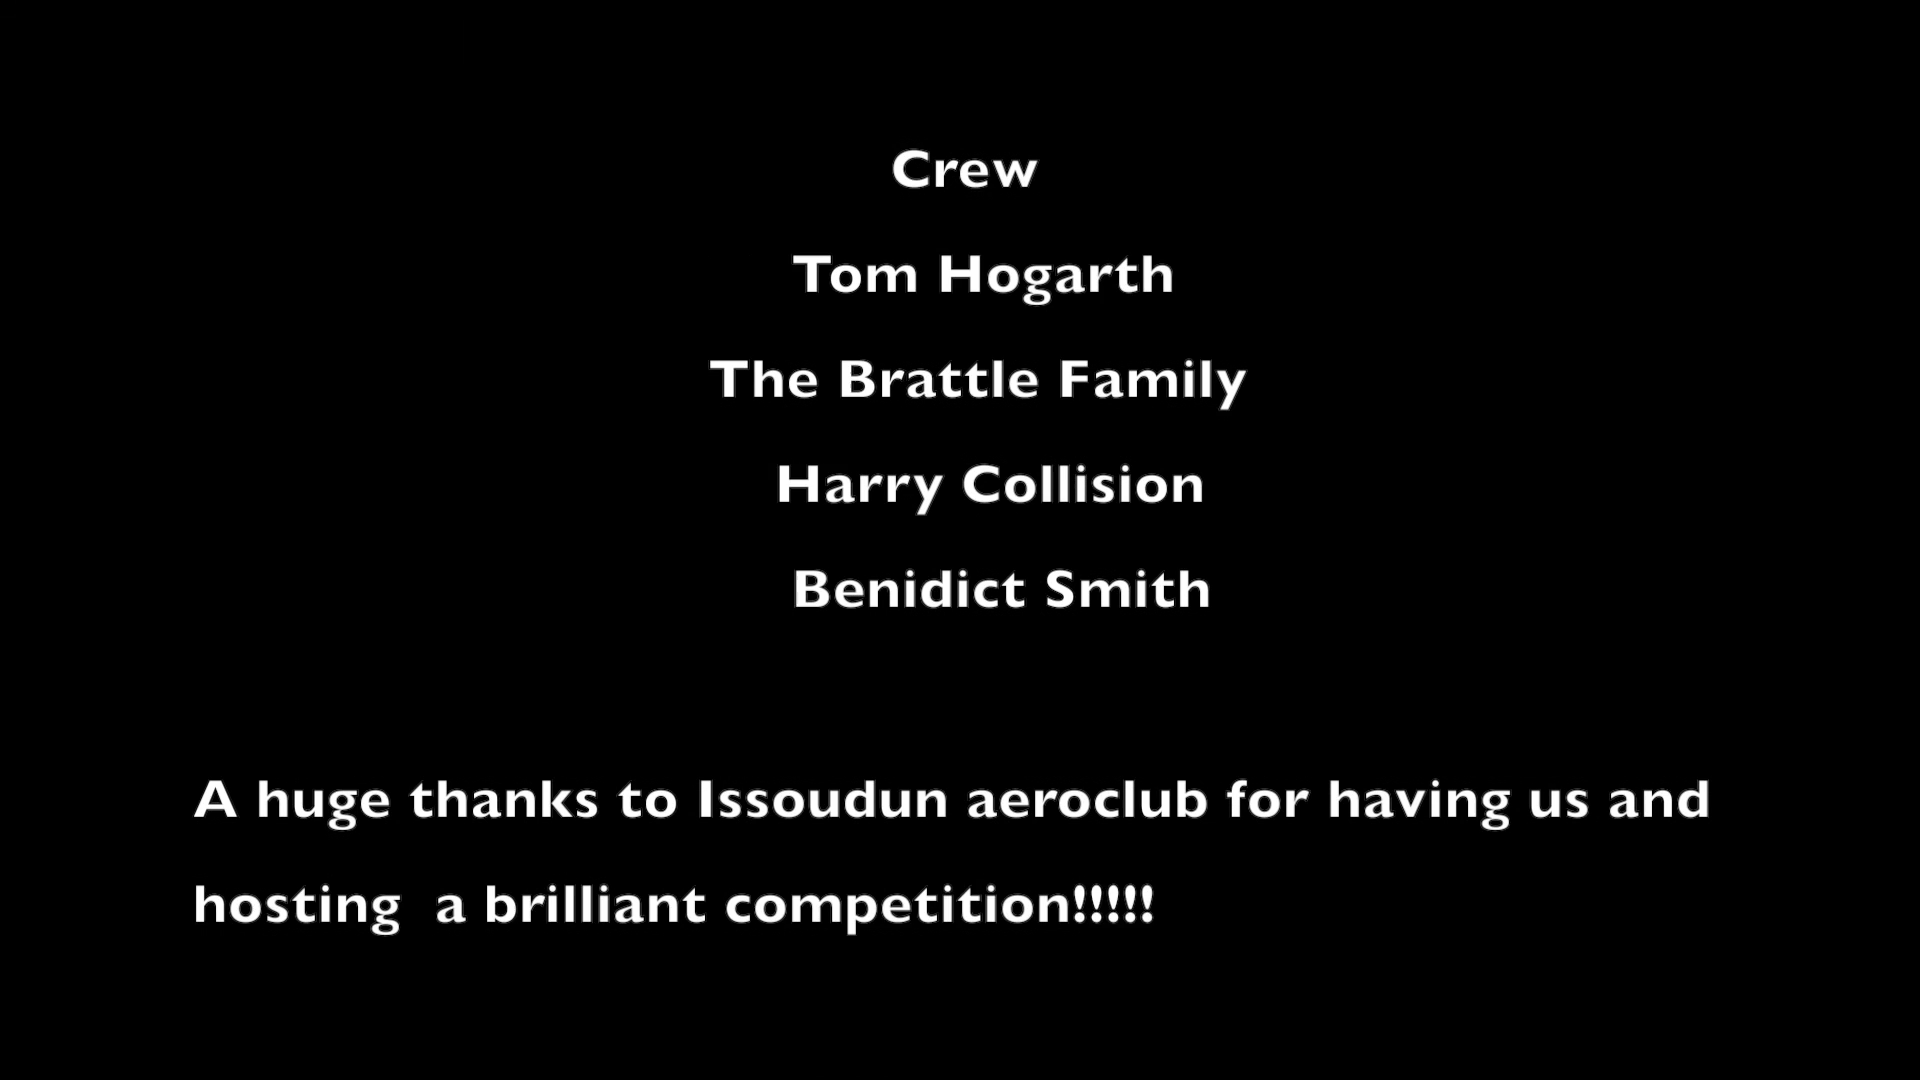 Crew
Tom Hogarth
The Brattle Family
Harry Collision
Benidict Smith
A huge thanks to Issoudun aeroclub for having us and
hosting  a brilliant competition!!!!!